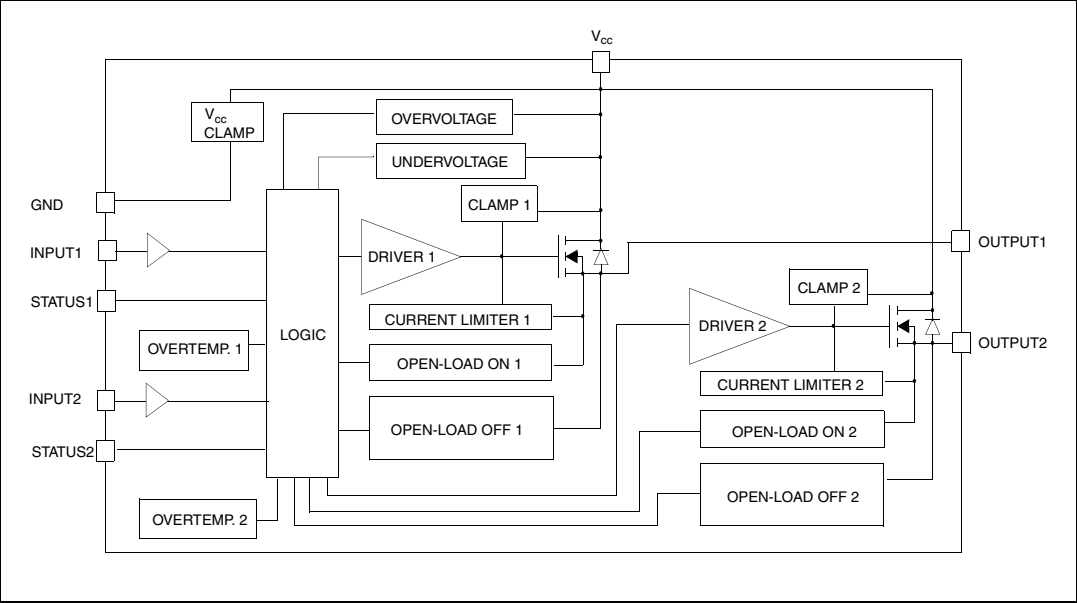 Vcc
Vcc
CLAMP
OVERVOLTAGE
UNDERVOLTAGE
GND
CLAMP 1
INPUT1
DRIVER 1
OUTPUT1
STATUS1
CLAMP 2
CURRENT LIMITER 1
LOGIC
DRIVER 2
OVERTEMP. 1
OUTPUT2
OPEN-LOAD ON 1
CURRENT LIMITER 2
INPUT2
OPEN-LOAD OFF 1
OPEN-LOAD ON 2
STATUS2
OPEN-LOAD OFF 2
OVERTEMP. 2